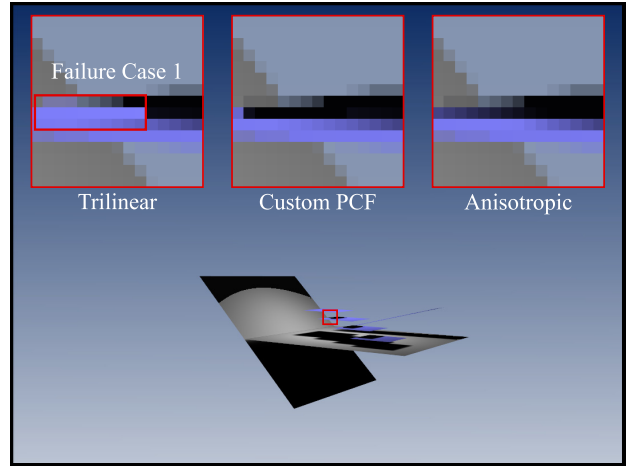 Failure Case 1
Trilinear
Custom PCF
Anisotropic